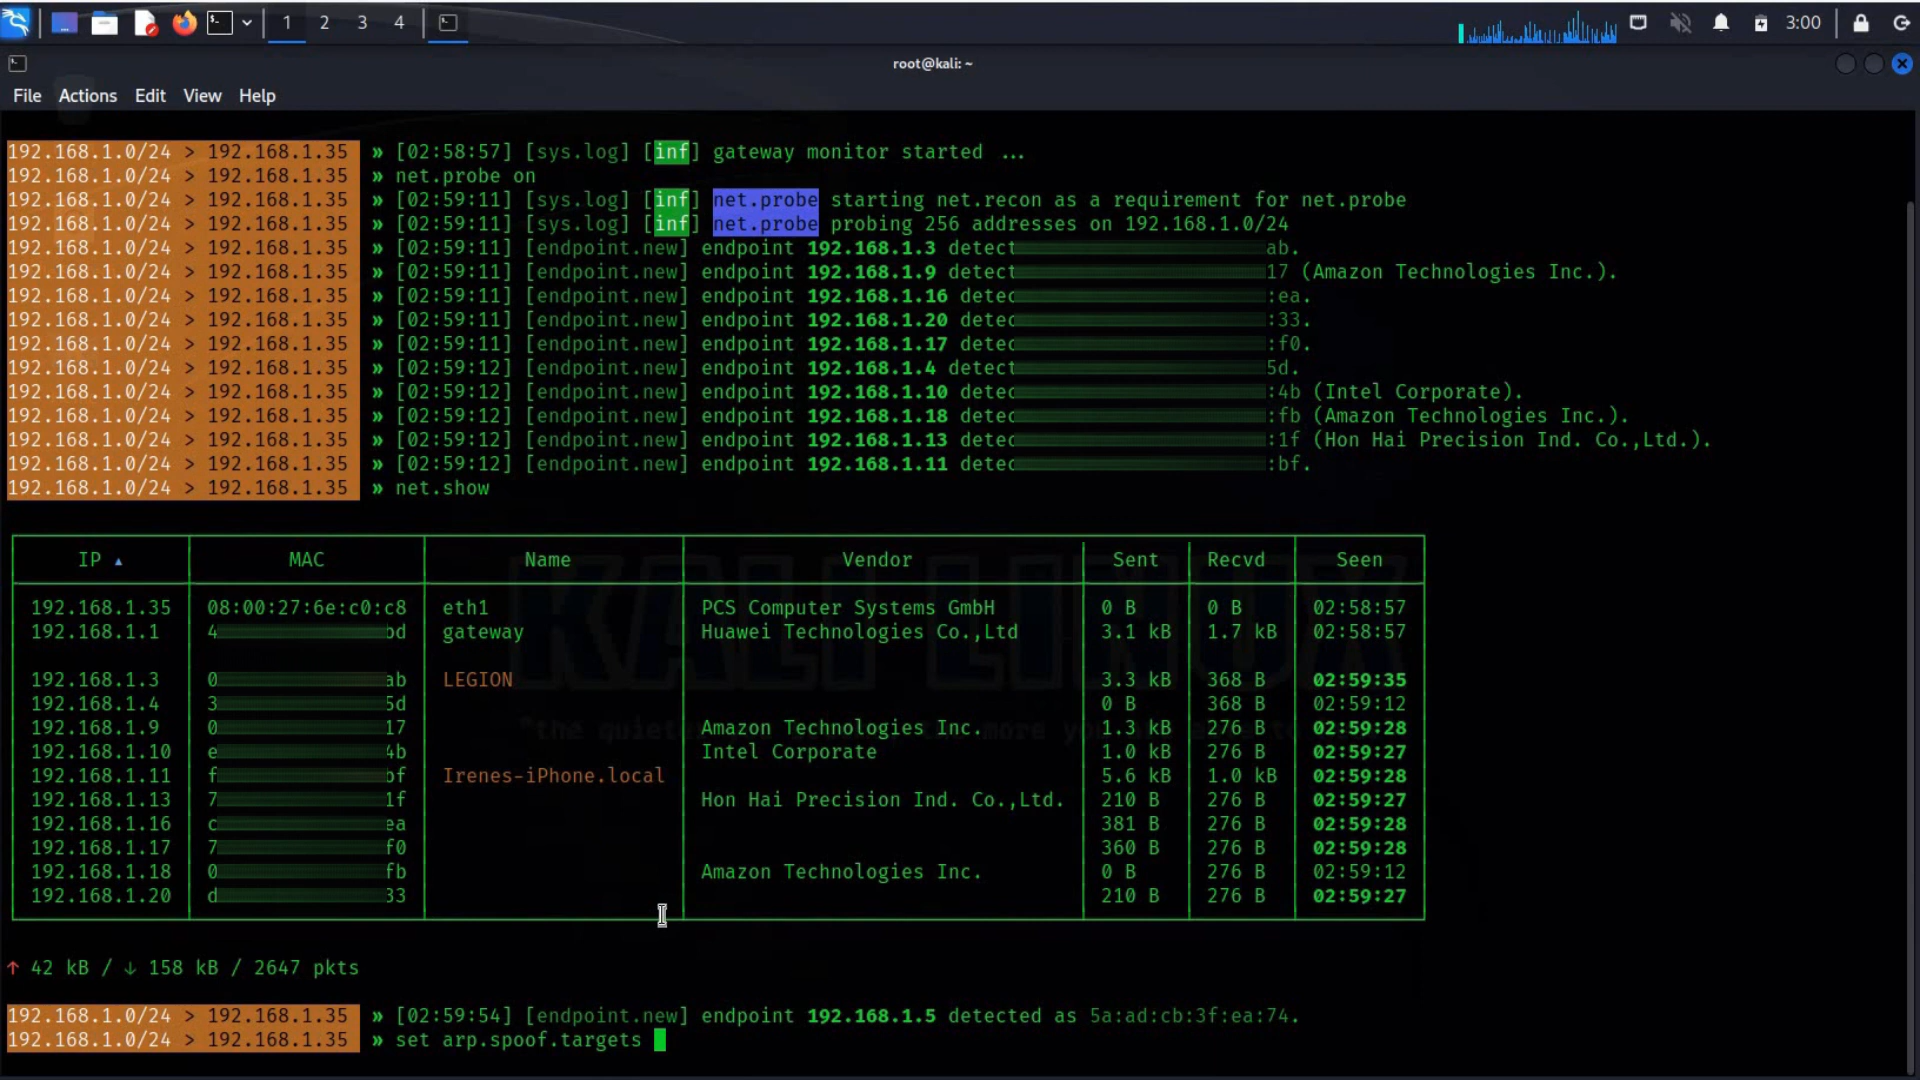 1 2 3 4 3:00
root@kali: ~
File Actions Edit View Help
192.168.1.0/24 > 192.168.1.35 » [02:58:57] [sys.log] [inf] gateway monitor started ...
192.168.1.0/24 > 192.168.1.35 » net.probe on
192.168.1.0/24 > 192.168.1.35 » [02:59:11] [sys.log] [inf] net.probe starting net.recon as a requirement for net.probe
192.168.1.0/24 > 192.168.1.35 » [02:59:11] [sys.log] [inf] net.probe probing 256 addresses on 192.168.1.0/24
192.168.1.0/24 > 192.168.1.35 » [02:59:11] [endpoint.new] endpoint 192.168.1.3 detect ab.
192.168.1.0/24 > 192.168.1.35 » [02:59:11] [endpoint.new] endpoint 192.168.1.9 detect 17 (Amazon Technologies Inc.).
192.168.1.0/24 > 192.168.1.35 » [02:59:11] [endpoint.new] endpoint 192.168.1.16 detec :ea.
192.168.1.0/24 > 192.168.1.35 » [02:59:11] [endpoint.new] endpoint 192.168.1.20 detec :33.
192.168.1.0/24 > 192.168.1.35 » [02:59:11] [endpoint.new] endpoint 192.168.1.17 detec :f0.
192.168.1.0/24 > 192.168.1.35 » [02:59:12] [endpoint.new] endpoint 192.168.1.4 detect 5d.
192.168.1.0/24 > 192.168.1.35 » [02:59:12] [endpoint.new] endpoint 192.168.1.10 detec :4b (Intel Corporate).
192.168.1.0/24 > 192.168.1.35 » [02:59:12] [endpoint.new] endpoint 192.168.1.18 detec :fb (Amazon Technologies Inc.).
192.168.1.0/24 > 192.168.1.35 » [02:59:12] [endpoint.new] endpoint 192.168.1.13 detec :1f (Hon Hai Precision Ind. Co.,Ltd.).
192.168.1.0/24 > 192.168.1.35 » [02:59:12] [endpoint.new] endpoint 192.168.1.11 detec :bf.
192.168.1.0/24 > 192.168.1.35 » net.show
IP ▲ MAC Name Vendor Sent Recvd Seen
192.168.1.35 08:00:27:6e:c0:c8 eth1 PCS Computer Systems GmbH 0 B 0 B 02:58:57
192.168.1.1 4 bd gateway Huawei Technologies Co.,Ltd 3.1 kB 1.7 kB 02:58:57
192.168.1.3 0 ab LEGION 3.3 kB 368 B 02:59:35
192.168.1.4 3 5d 0 B 368 B 02:59:12
192.168.1.9 0 17 Amazon Technologies Inc. 1.3 kB 276 B 02:59:28
192.168.1.10 e 4b Intel Corporate 1.0 kB 276 B 02:59:27
192.168.1.11 f bf Irenes-iPhone.local 5.6 kB 1.0 kB 02:59:28
192.168.1.13 7 1f Hon Hai Precision Ind. Co.,Ltd. 210 B 276 B 02:59:27
192.168.1.16 c ea 381 B 276 B 02:59:28
192.168.1.17 7 f0 360 B 276 B 02:59:28
192.168.1.18 0 fb Amazon Technologies Inc. 0 B 276 B 02:59:12
192.168.1.20 d 33 210 B 276 B 02:59:27
↑ 42 kB / ↓ 158 kB / 2647 pkts
192.168.1.0/24 > 192.168.1.35 » [02:59:54] [endpoint.new] endpoint 192.168.1.5 detected as 5a:ad:cb:3f:ea:74.
192.168.1.0/24 > 192.168.1.35 » set arp.spoof.targets